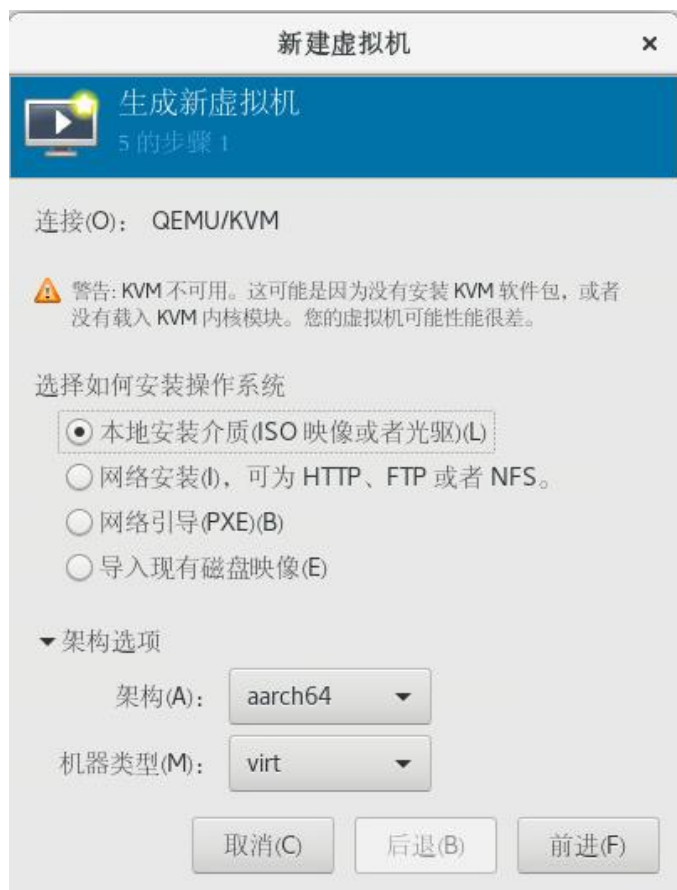 新建虚拟机 ×
生成新虚拟机
5 的步骤 1
连接(O)： QEMU/KVM
警告: KVM 不可用。这可能是因为没有安装 KVM 软件包，或者
没有载入 KVM 内核模块。您的虚拟机可能性能很差。
选择如何安装操作系统
本地安装介质(ISO 映像或者光驱)(L)
网络安装(I)，可为 HTTP、FTP 或者 NFS。
网络引导(PXE)(B)
导入现有磁盘映像(E)
架构选项
架构(A)： aarch64
机器类型(M)： virt
取消(C) 后退(B) 前进(F)